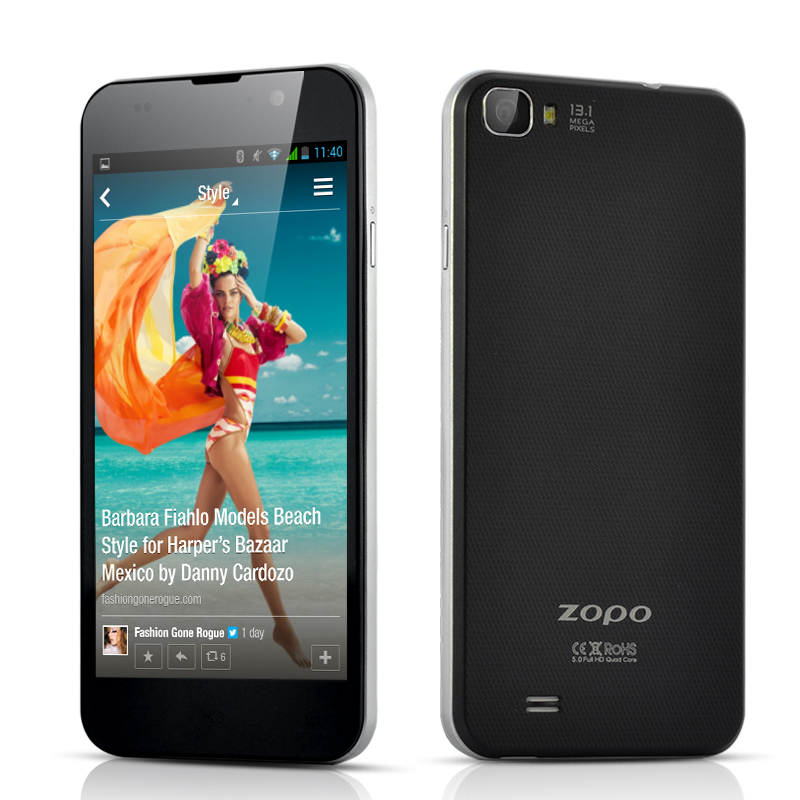 11:40
Style
Barbara Fiahlo Models Beach
Style for Harper's Bazaar
Mexico by Danny Cardozo
fashiongonerogue.com
Fashion Gone Rogue 1 day
6
13.1
MEGA
PIXELS
ZOPO
CE RoHS
5.0 Full HD Quad Core